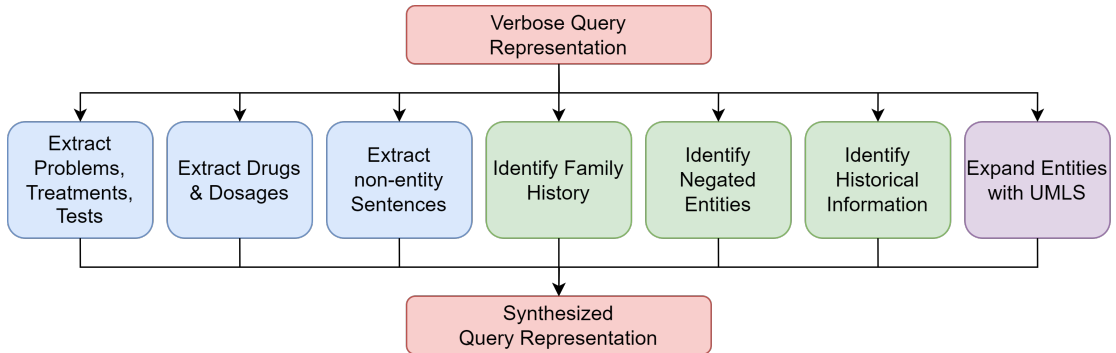 Verbose Query
Representation
Extract
Problems,
Treatments,
Tests
Extract Drugs
& Dosages
Extract
non-entity
Sentences
Identify Family
History
Identify
Negated
Entities
Identify
Historical
Information
Expand Entities
with UMLS
Synthesized
Query Representation